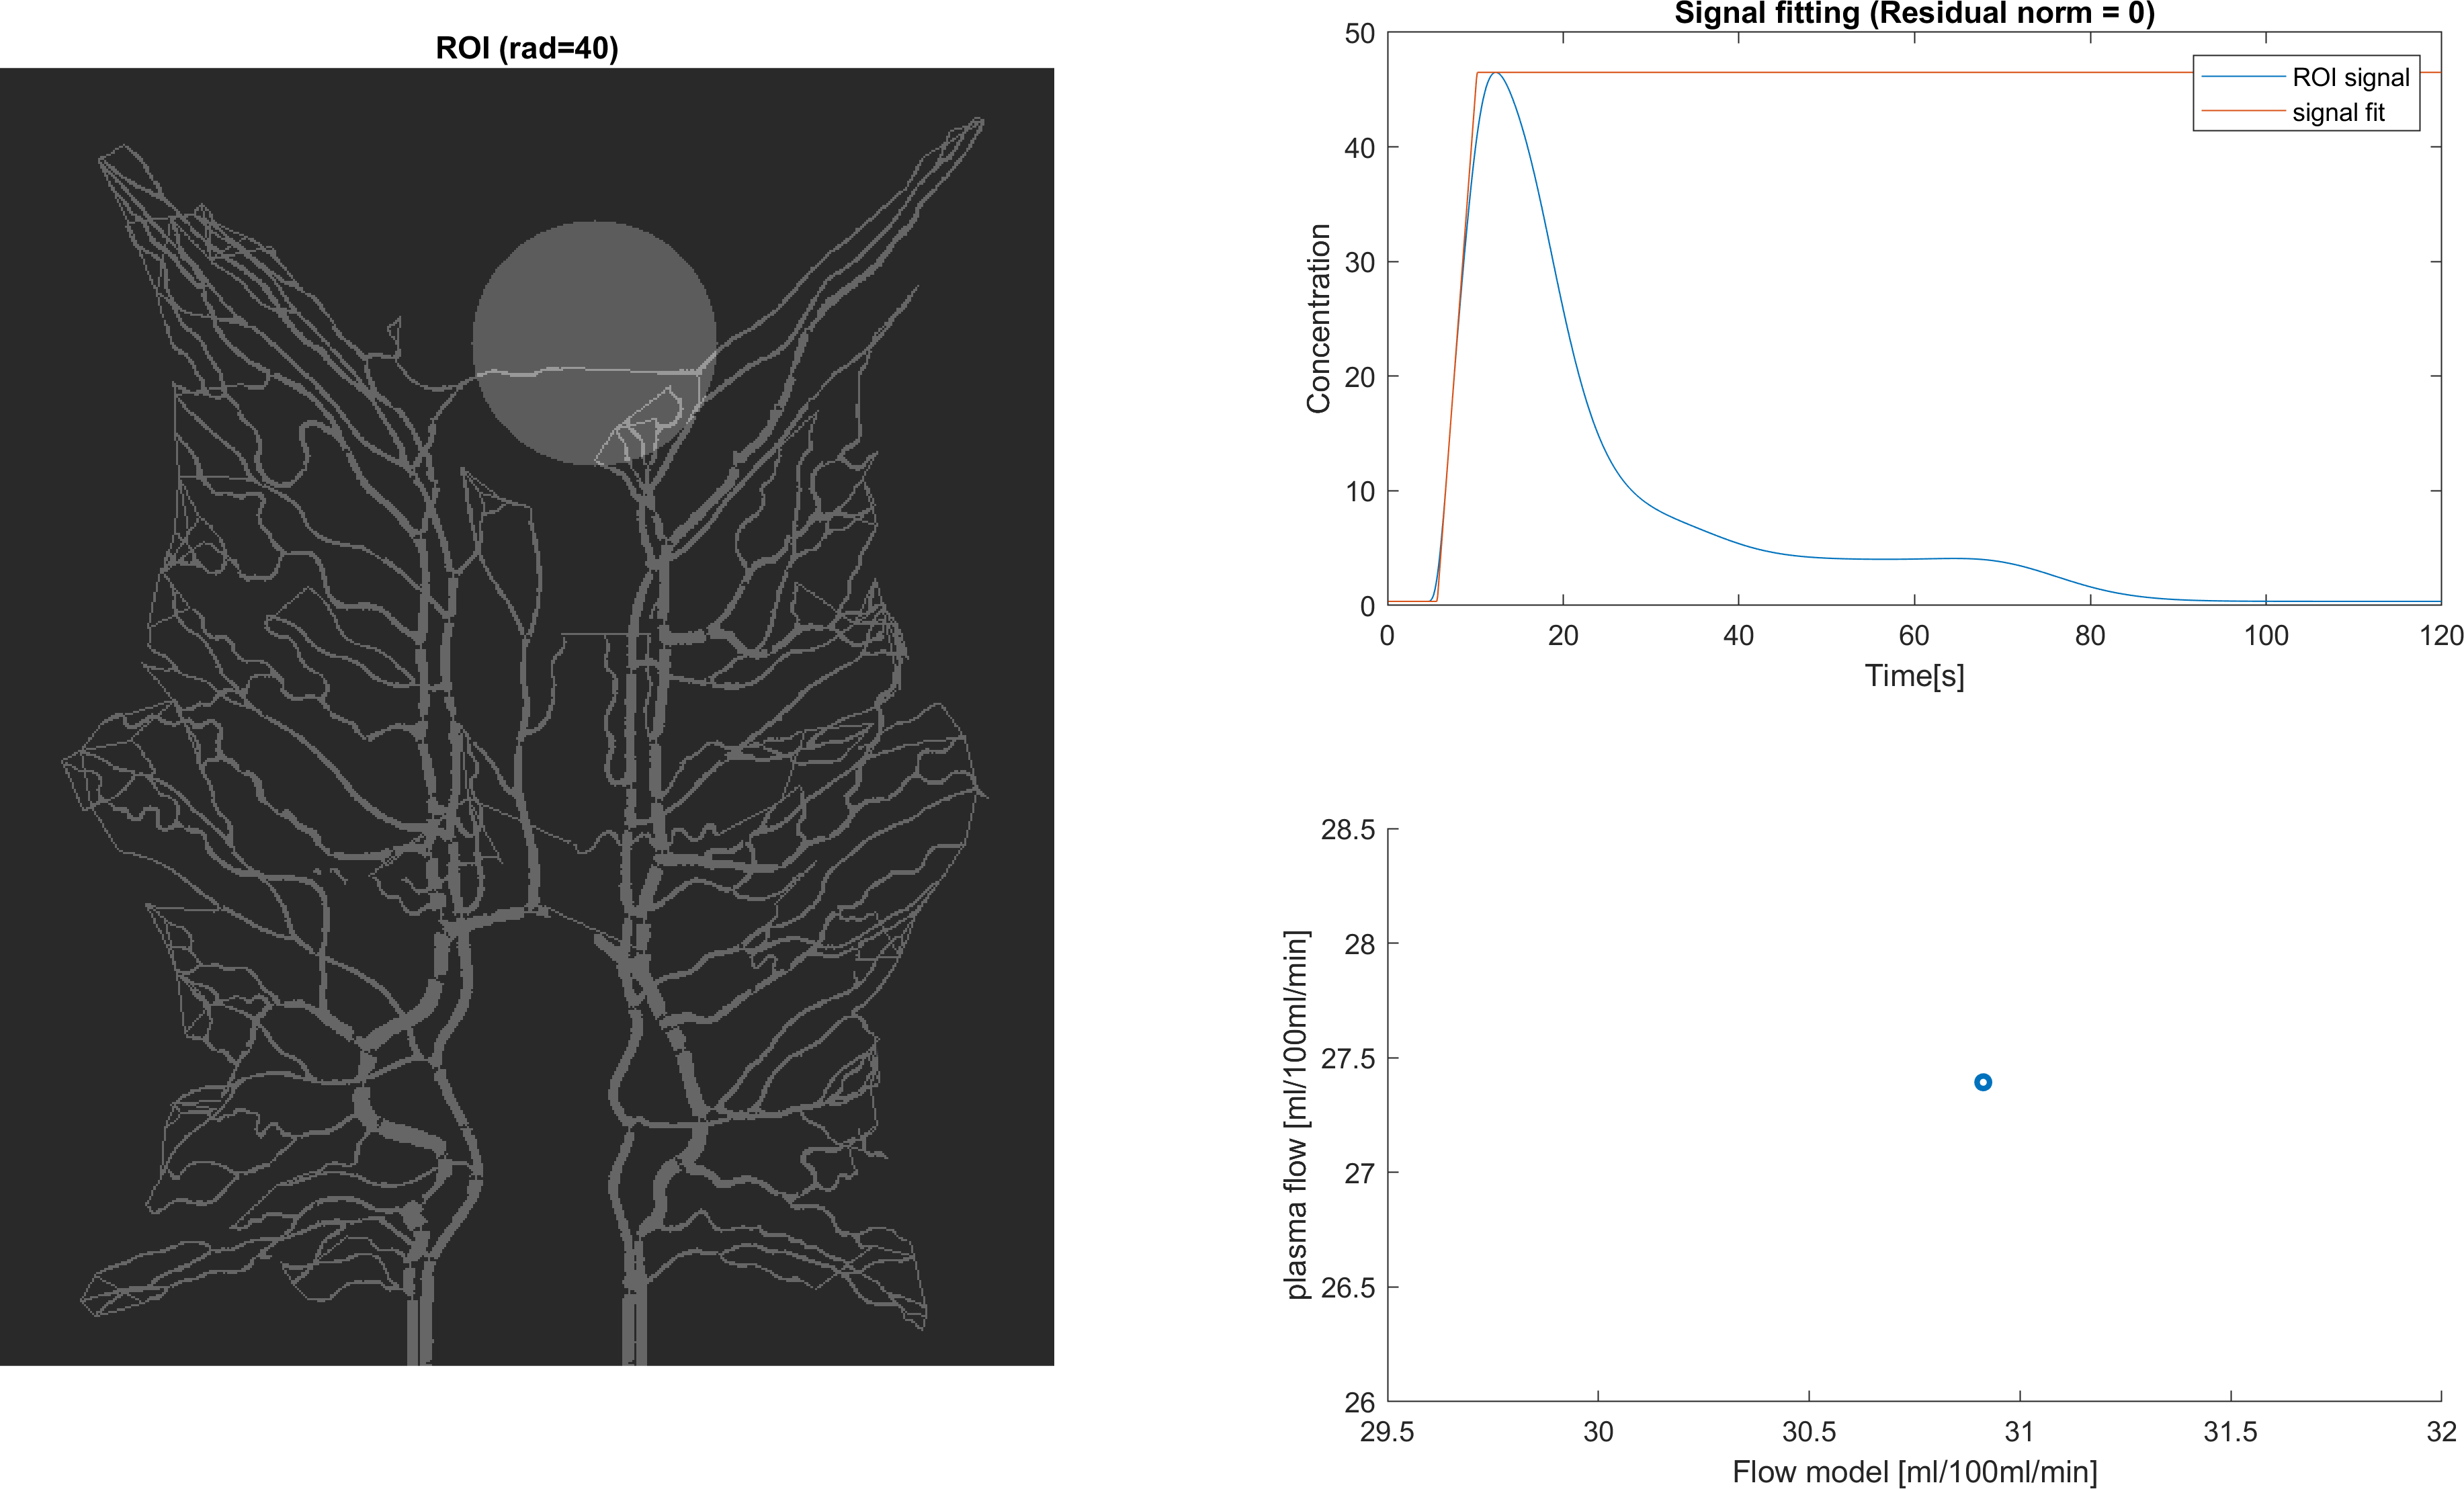 ROI (rad=40)
Signal fitting (Residual norm = 0)
50
40
30
20
10
0
Concentration
ROI signal
signal fit
0 20 40 60 80 100 120
Time[s]
28.5
28
27.5
27
26.5
26
plasma flow [ml/100ml/min]
29.5 30 30.5 31 31.5 32
Flow model [ml/100ml/min]